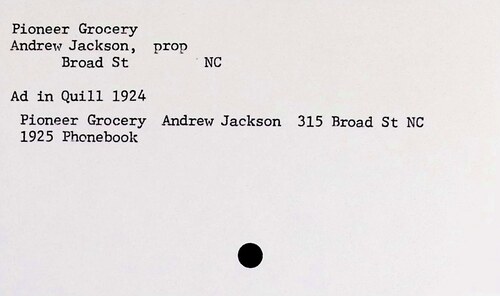 Pioneer Grocery
Andrew Jackson, prop
Broad St NC
Ad in Quill 1924
Pioneer Grocery Andrew Jackson 315 Broad St NC
1925 Phonebook